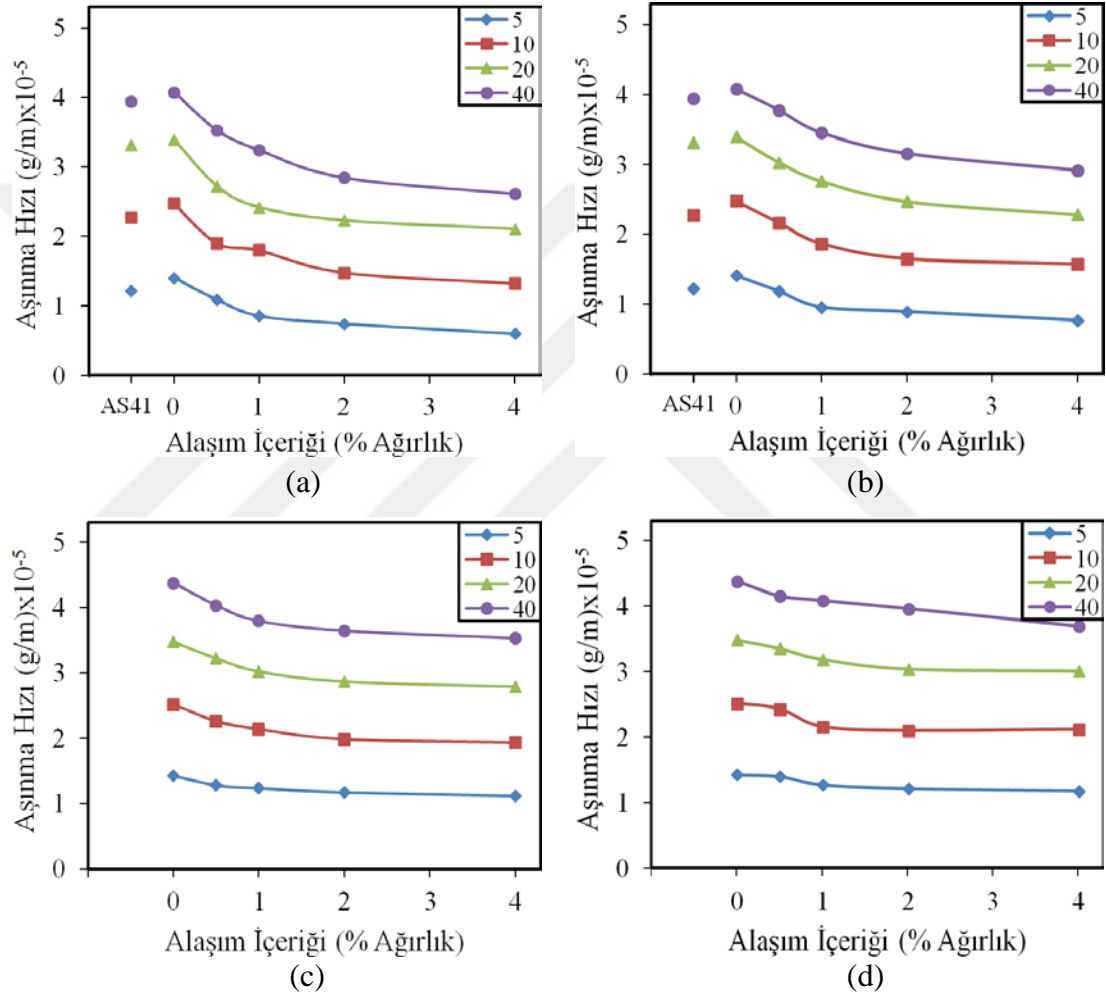 Aşınma Hızı (g/m)x10⁻⁵
5
4
3
2
1
0
5
10
20
40
AS41 0 1 2 3 4
Alaşım İçeriği (% Ağırlık)
(a)
Aşınma Hızı (g/m)x10⁻⁵
5
4
3
2
1
0
5
10
20
40
AS41 0 1 2 3 4
Alaşım İçeriği (% Ağırlık)
(b)
Aşınma Hızı (g/m)x10⁻⁵
5
4
3
2
1
0
5
10
20
40
0 1 2 3 4
Alaşım İçeriği (% Ağırlık)
(c)
Aşınma Hızı (g/m)x10⁻⁵
5
4
3
2
1
0
5
10
20
40
0 1 2 3 4
Alaşım İçeriği (% Ağırlık)
(d)